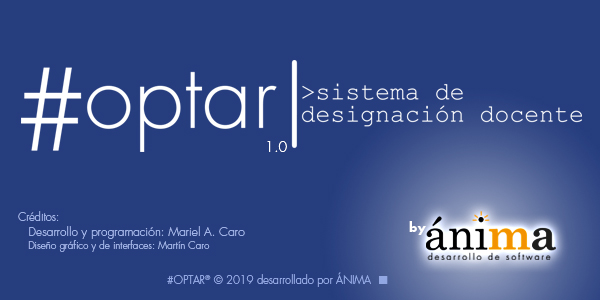 #optar
1.0
>sistema de
designación docente
Créditos:
Desarrollo y programación: Mariel A. Caro
Diseño gráfico y de interfaces: Martín Caro
by
ánima
desarrollo de software
#OPTAR® © 2019 desarrollado por ÁNIMA